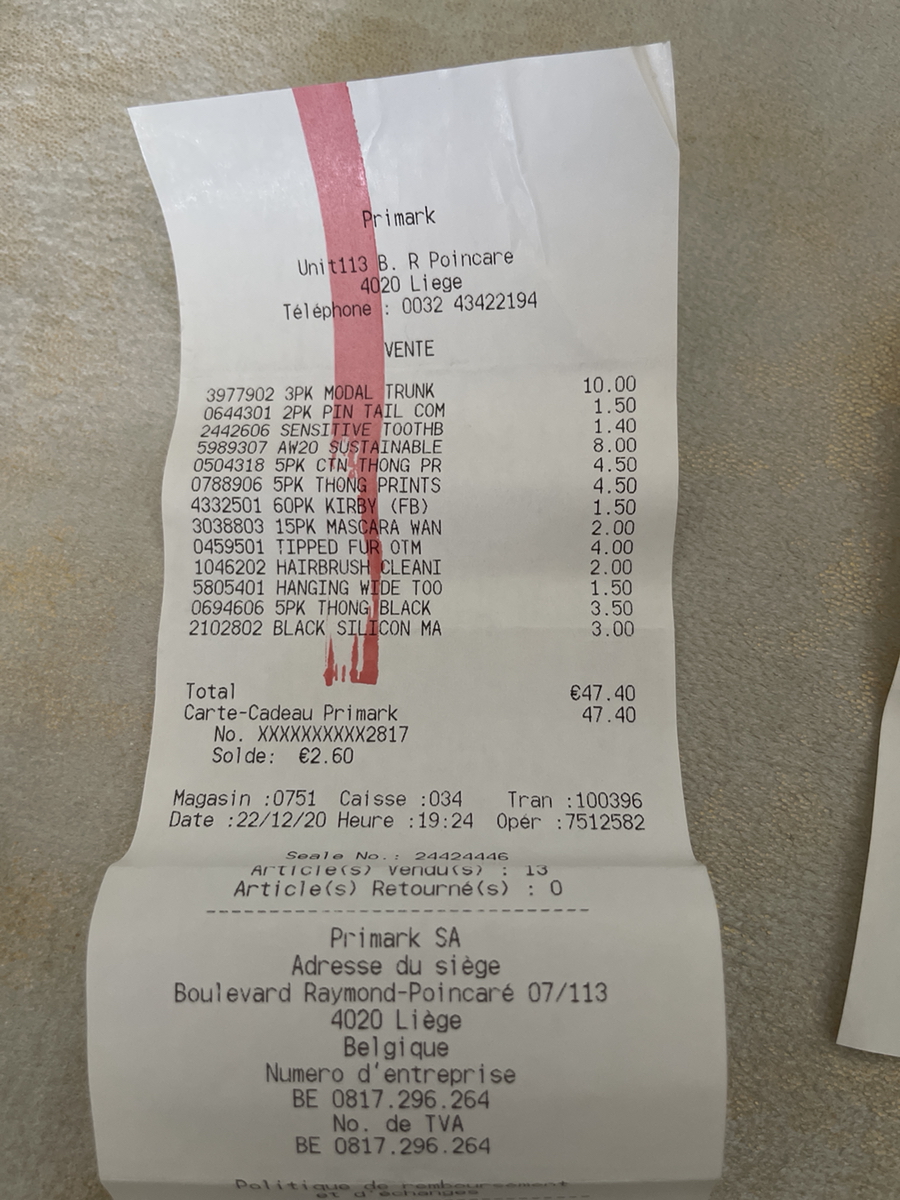 Primark
Unit113 B. R Poincare
4020 Liege
Téléphone : 0032 43422194
VENTE
3977902 3PK MODAL TRUNK 10.00
0644301 2PK PIN TAIL COM 1.50
2442606 SENSITIVE TOOTHB 1.40
5989307 AW20 SUSTAINABLE 8.00
0504318 5PK CTN THONG PR 4.50
0788906 5PK THONG PRINTS 4.50
4332501 60PK KIRBY (FB) 1.50
3038803 15PK MASCARA WAN 2.00
0459501 TIPPED FUR OTM 4.00
1046202 HAIRBRUSH CLEANI 2.00
5805401 HANGING WIDE TOO 1.50
0694606 5PK THONG BLACK 3.50
2102802 BLACK SILICON MA 3.00
Total €47.40
Carte-Cadeau Primark 47.40
No. XXXXXXXXXX2817
Solde: €2.60
Magasin :0751 Caisse :034 Tran :100396
Date :22/12/20 Heure :19:24 Opér :7512582
Seale No.: 24424446
Article(s) Vendu(s) : 13
Article(s) Retourné(s) : 0
--------------------------------
Primark SA
Adresse du siège
Boulevard Raymond-Poincaré 07/113
4020 Liège
Belgique
Numero d'entreprise
BE 0817.296.264
No. de TVA
BE 0817.296.264
Politique de remboursement
et d'échanges